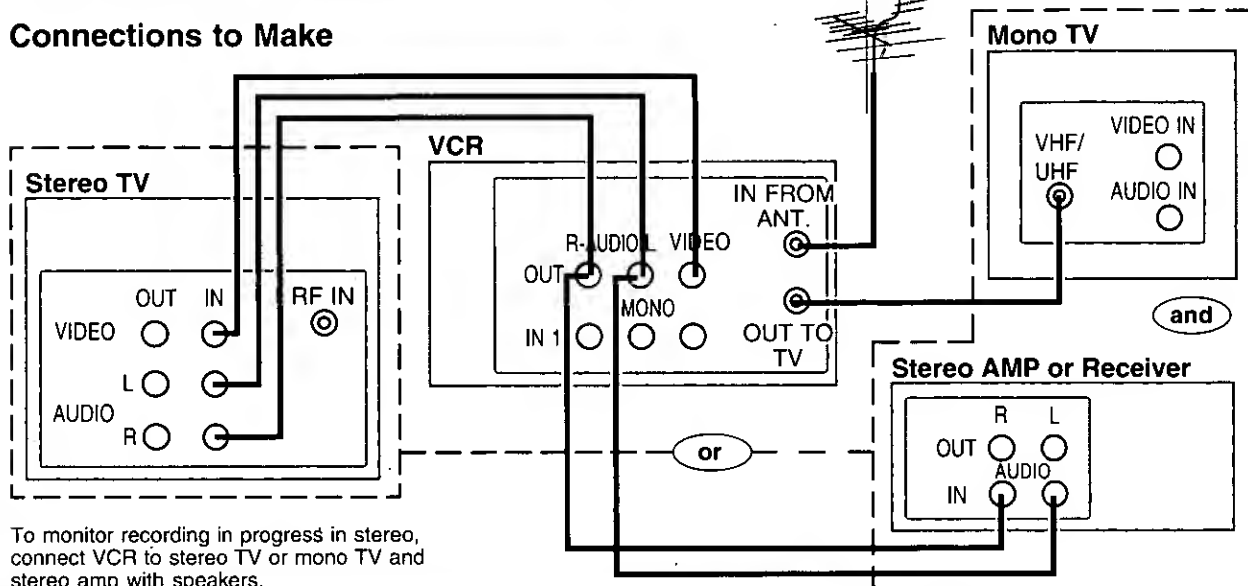 Connections to Make
Mono TV
VIDEO IN
VHF/
UHF
AUDIO IN
VCR
IN FROM
ANT.
R-AUDIO L VIDEO
OUT
MONO
IN 1
OUT TO
TV
Stereo TV
OUT IN
RF IN
VIDEO
L
AUDIO
R
and
or
Stereo AMP or Receiver
R L
OUT
AUDIO
IN
To monitor recording in progress in stereo,
connect VCR to stereo TV or mono TV and
stereo amp with speakers.